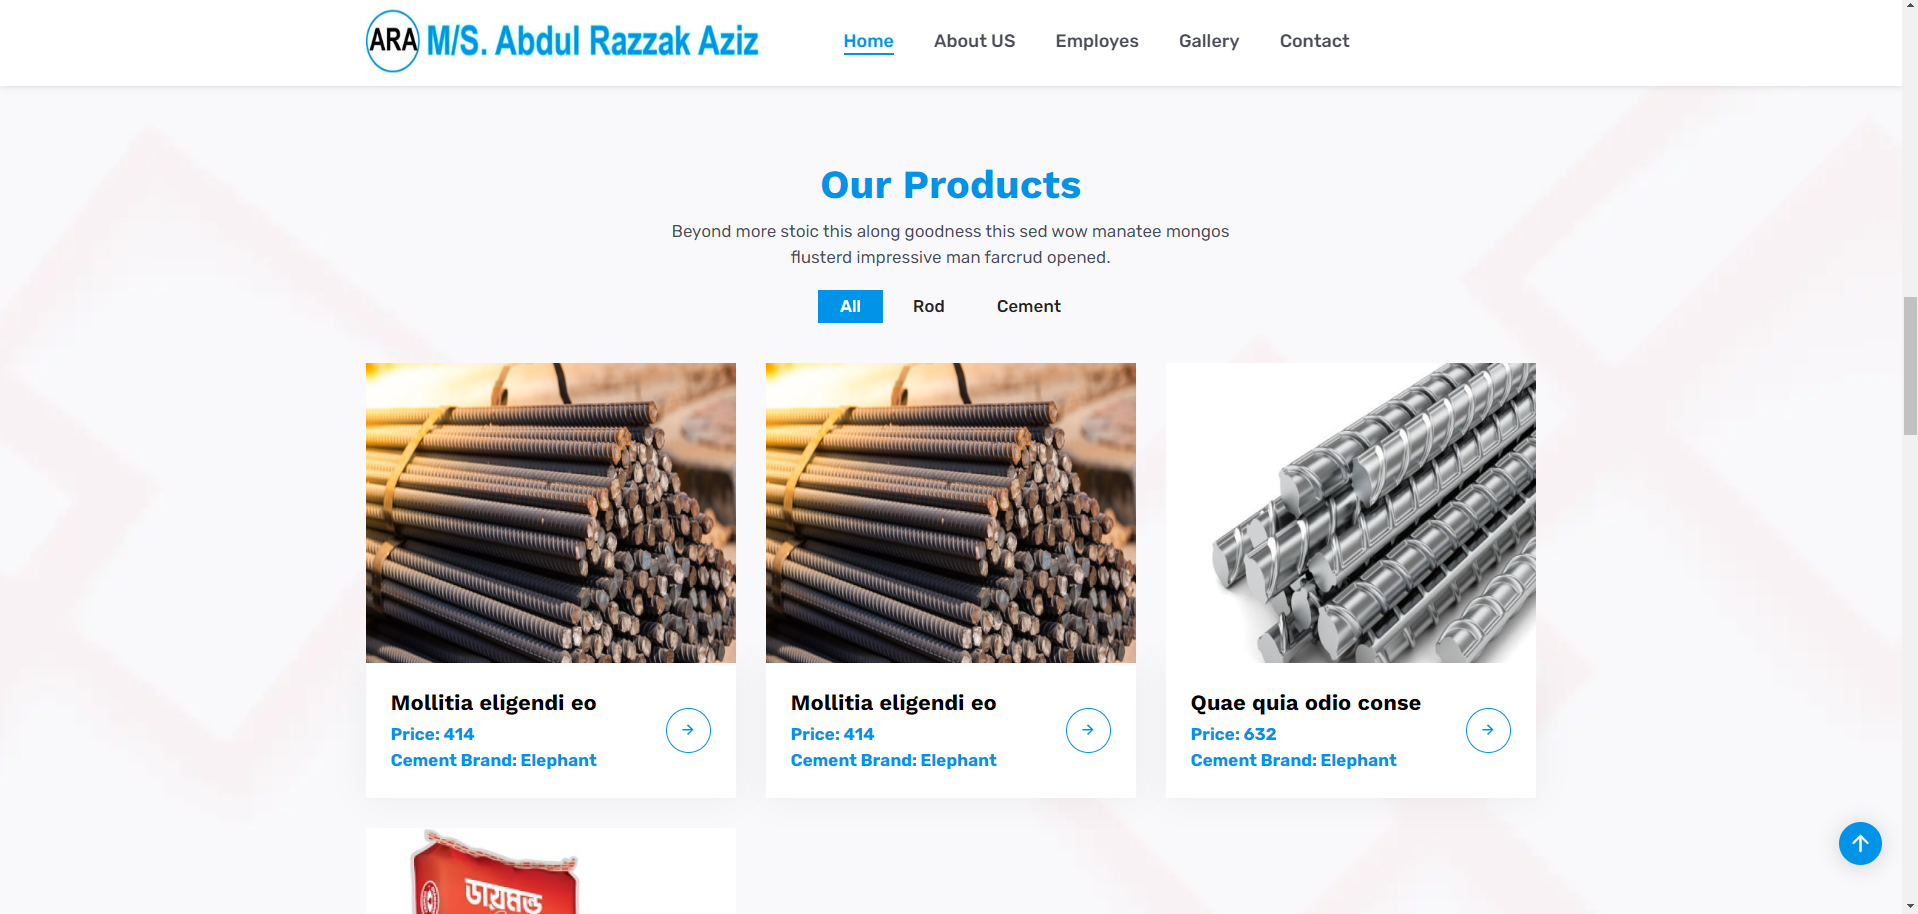 ARA M/S. Abdul Razzak Aziz
Home About US Employes Gallery Contact
Our Products
Beyond more stoic this along goodness this sed wow manatee mongos
flusterd impressive man farcrud opened.
All Rod Cement
Mollitia eligendi eo
Price: 414
Cement Brand: Elephant
Mollitia eligendi eo
Price: 414
Cement Brand: Elephant
Quae quia odio conse
Price: 632
Cement Brand: Elephant
ডায়মন্ড